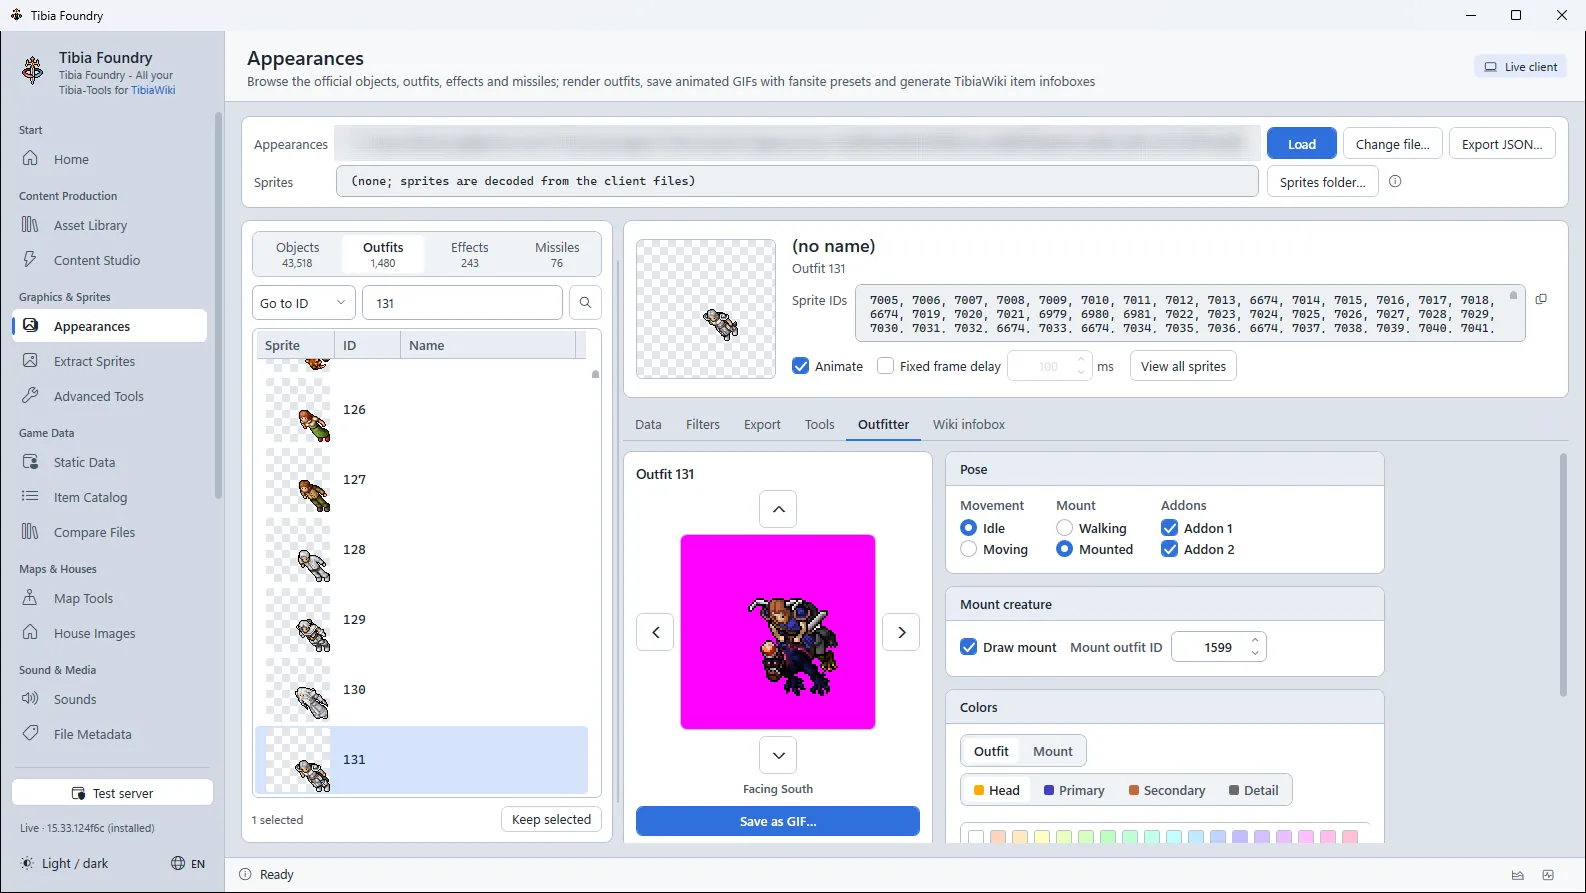 Tibia Foundry
Tibia Foundry
Tibia Foundry - All your
Tibia-Tools for TibiaWiki
Start
Home
Content Production
Asset Library
Content Studio
Graphics & Sprites
Appearances
Extract Sprites
Advanced Tools
Game Data
Static Data
Item Catalog
Compare Files
Maps & Houses
Map Tools
House Images
Sound & Media
Sounds
File Metadata
Test server
Live · 15.33.124f6c (installed)
Light / dark EN
Appearances
Browse the official objects, outfits, effects and missiles; render outfits, save animated GIFs with fansite presets and generate TibiaWiki item infoboxes
Live client
Appearances
Load Change file... Export JSON...
Sprites (none; sprites are decoded from the client files) Sprites folder...
Objects Outfits Effects Missiles
43,518 1,480 243 76
Go to ID 131
Sprite ID Name
126
127
128
129
130
131
1 selected Keep selected
(no name)
Outfit 131
Sprite IDs
7005, 7006, 7007, 7008, 7009, 7010, 7011, 7012, 7013, 6674, 7014, 7015, 7016, 7017, 7018,
6674, 7019, 7020, 7021, 6979, 6980, 6981, 7022, 7023, 7024, 7025, 7026, 7027, 7028, 7029,
7030, 7031, 7032, 6674, 7033, 6674, 7034, 7035, 7036, 6674, 7037, 7038, 7039, 7040, 7041,
Animate Fixed frame delay 100 ms View all sprites
Data Filters Export Tools Outfitter Wiki infobox
Outfit 131
Facing South
Save as GIF...
Pose
Movement Mount Addons
Idle Walking Addon 1
Moving Mounted Addon 2
Mount creature
Draw mount Mount outfit ID 1599
Colors
Outfit Mount
Head Primary Secondary Detail
Ready